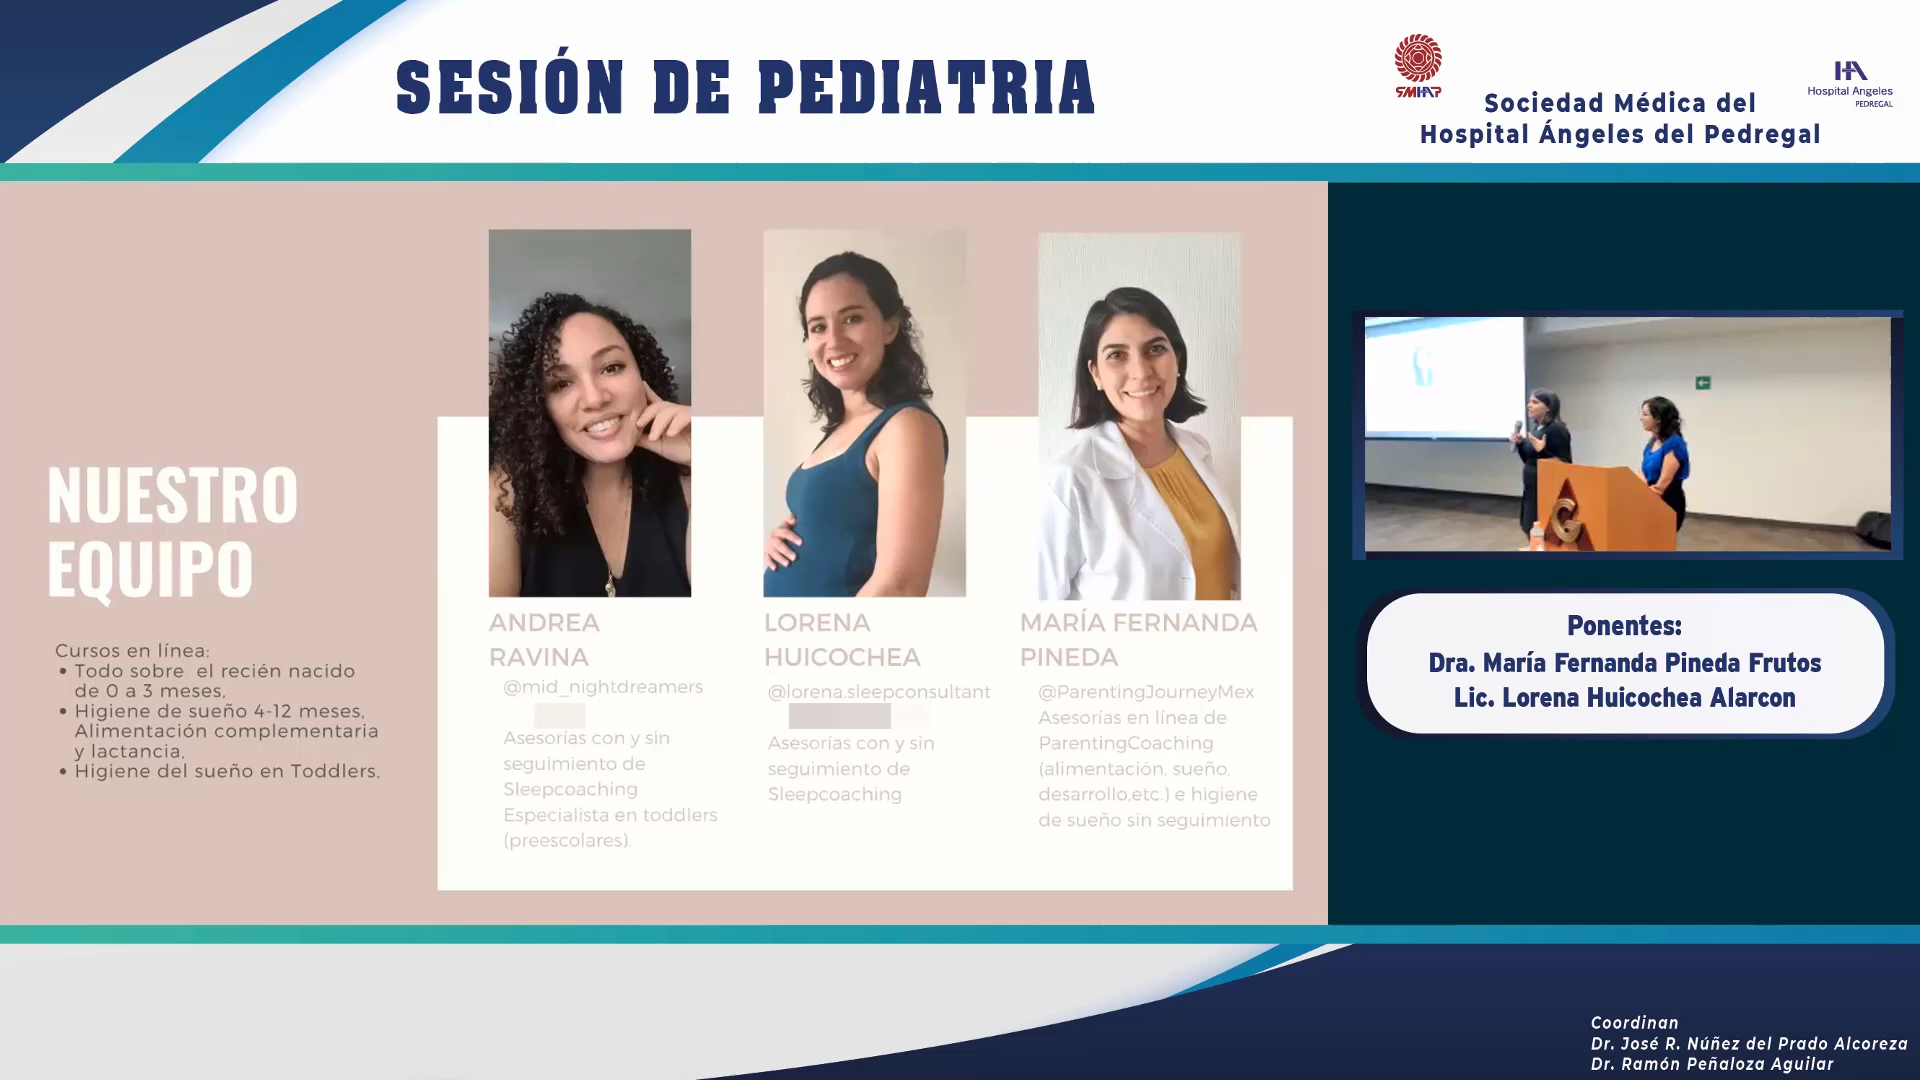 SESIÓN DE PEDIATRIA
SMHAP
Sociedad Médica del
Hospital Ángeles del Pedregal
HA
Hospital Angeles
PEDREGAL
NUESTRO
EQUIPO
Cursos en línea:
• Todo sobre el recién nacido
de 0 a 3 meses,
• Higiene de sueño 4-12 meses,
Alimentación complementaria
y lactancia,
• Higiene del sueño en Toddlers,
ANDREA
RAVINA
@mid_nightdreamers
Asesorías con y sin
seguimiento de
Sleepcoaching
Especialista en toddlers
(preescolares).
LORENA
HUICOCHEA
@lorena.sleepconsultant
Asesorías con y sin
seguimiento de
Sleepcoaching
MARÍA FERNANDA
PINEDA
@ParentingJourneyMex
Asesorías en línea de
ParentingCoaching
(alimentación, sueño,
desarrollo,etc.) e higiene
de sueño sin seguimiento
G
Ponentes:
Dra. María Fernanda Pineda Frutos
Lic. Lorena Huicochea Alarcon
Coordinan
Dr. José R. Núñez del Prado Alcoreza
Dr. Ramón Peñaloza Aguilar